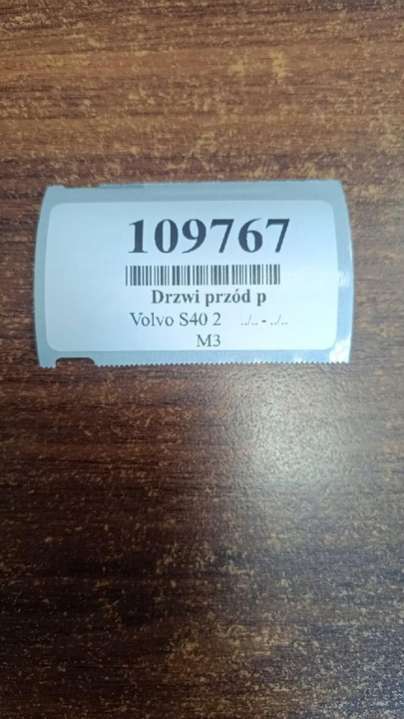 109767
Drzwi przód p
Volvo S40 2 ../.. - ../..
M3